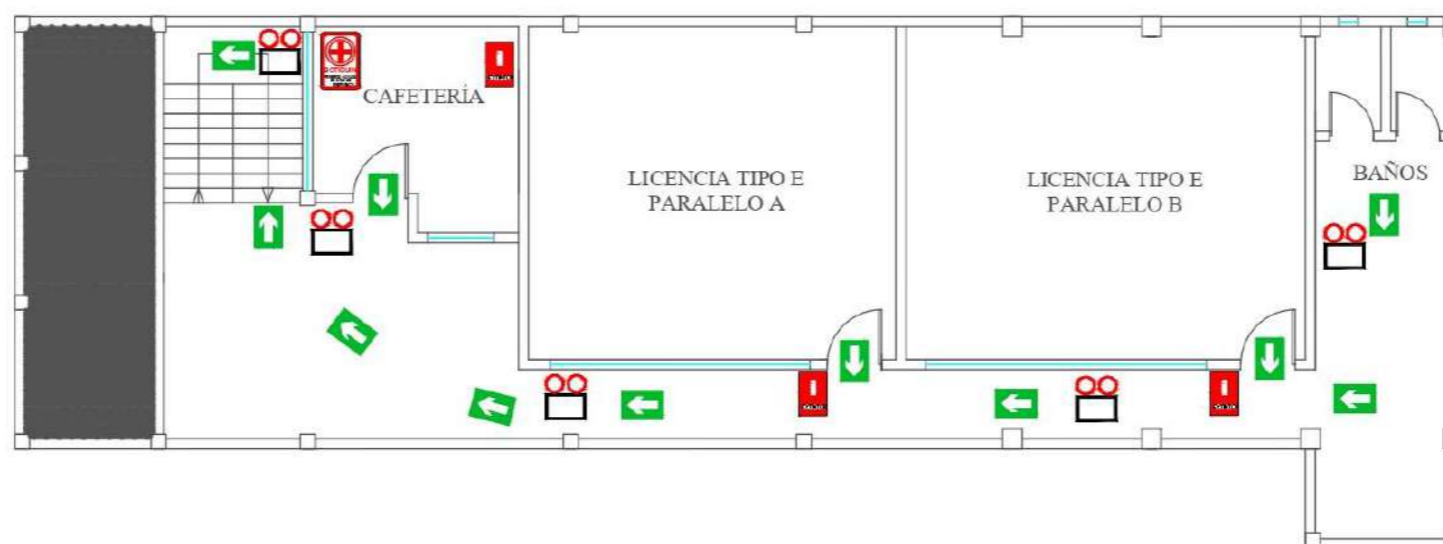 CAFETERÍA
LICENCIA TIPO E
PARALELO A
LICENCIA TIPO E
PARALELO B
BAÑOS